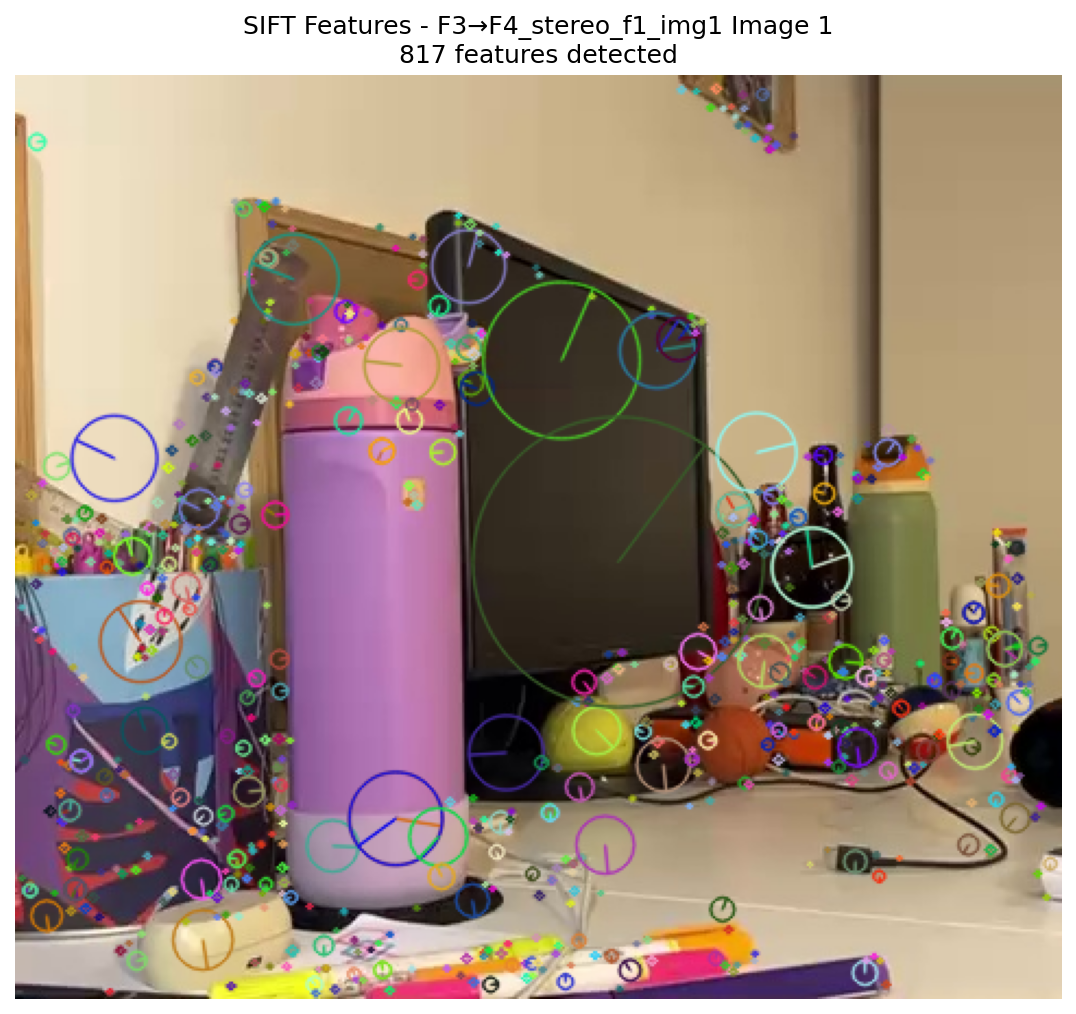 SIFT Features - F3→F4_stereo_f1_img1 Image 1
817 features detected